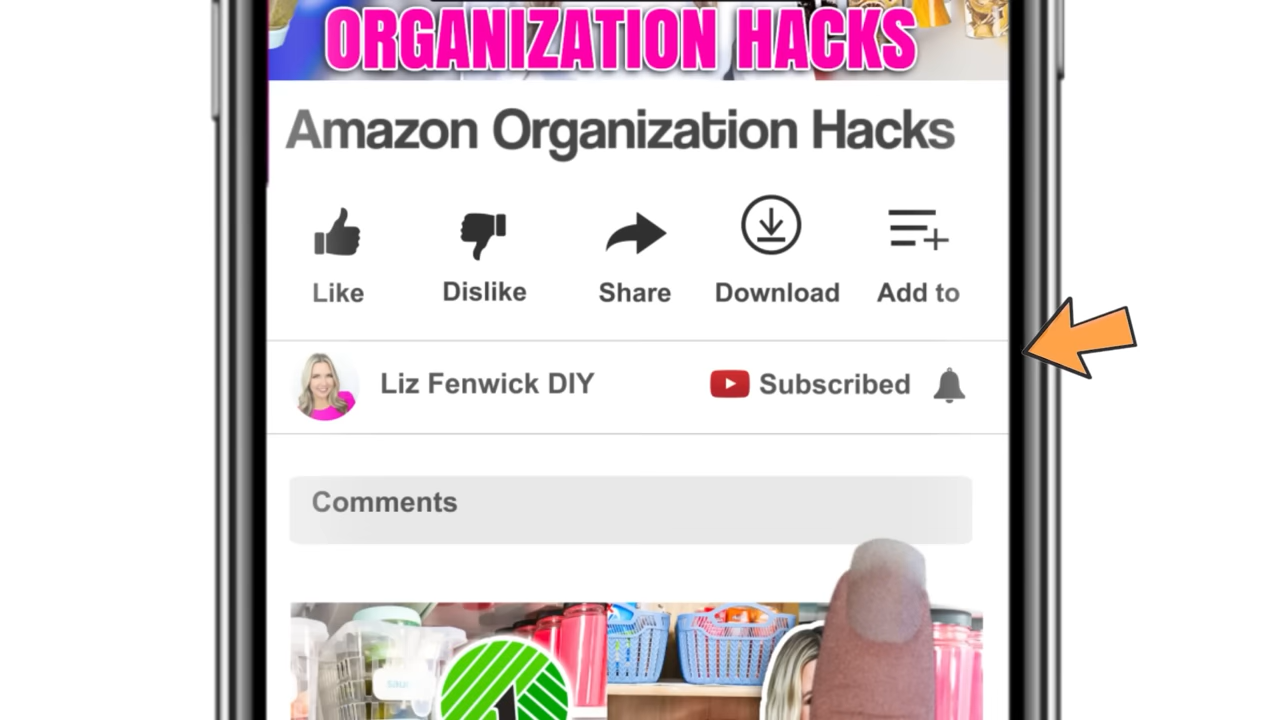 ORGANIZATION HACKS
Amazon Organization Hacks
Like Dislike Share Download Add to
Liz Fenwick DIY Subscribed
Comments